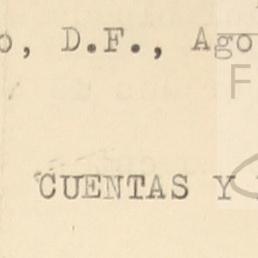 o, D.F., Ago
CUENTAS Y